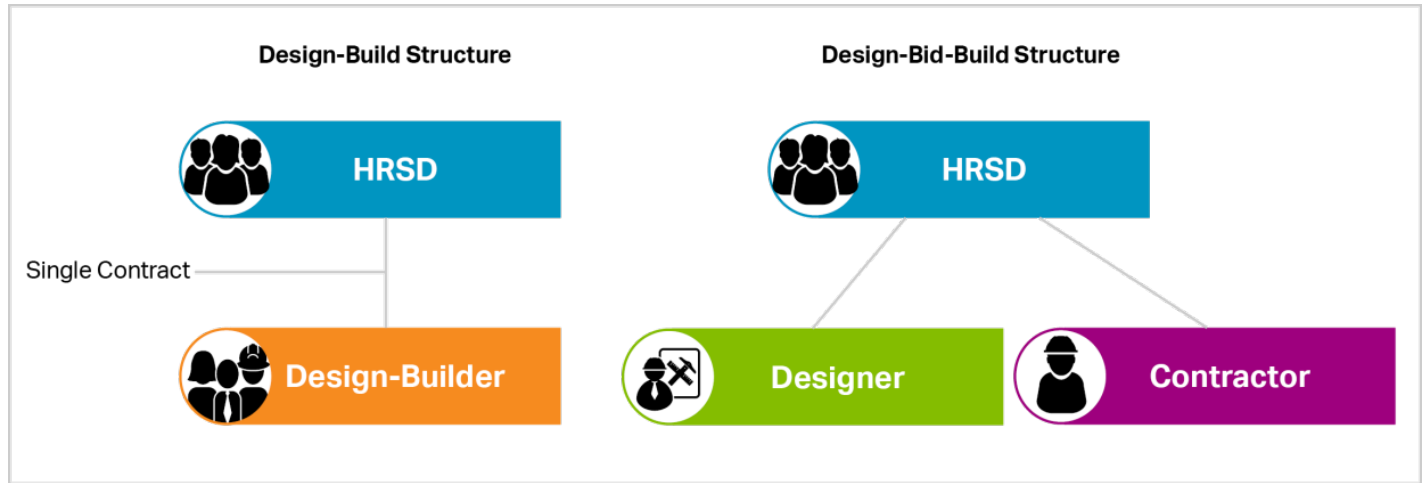 Design-Build Structure
Design-Bid-Build Structure
HRSD
HRSD
Single Contract
Design-Builder
Designer
Contractor